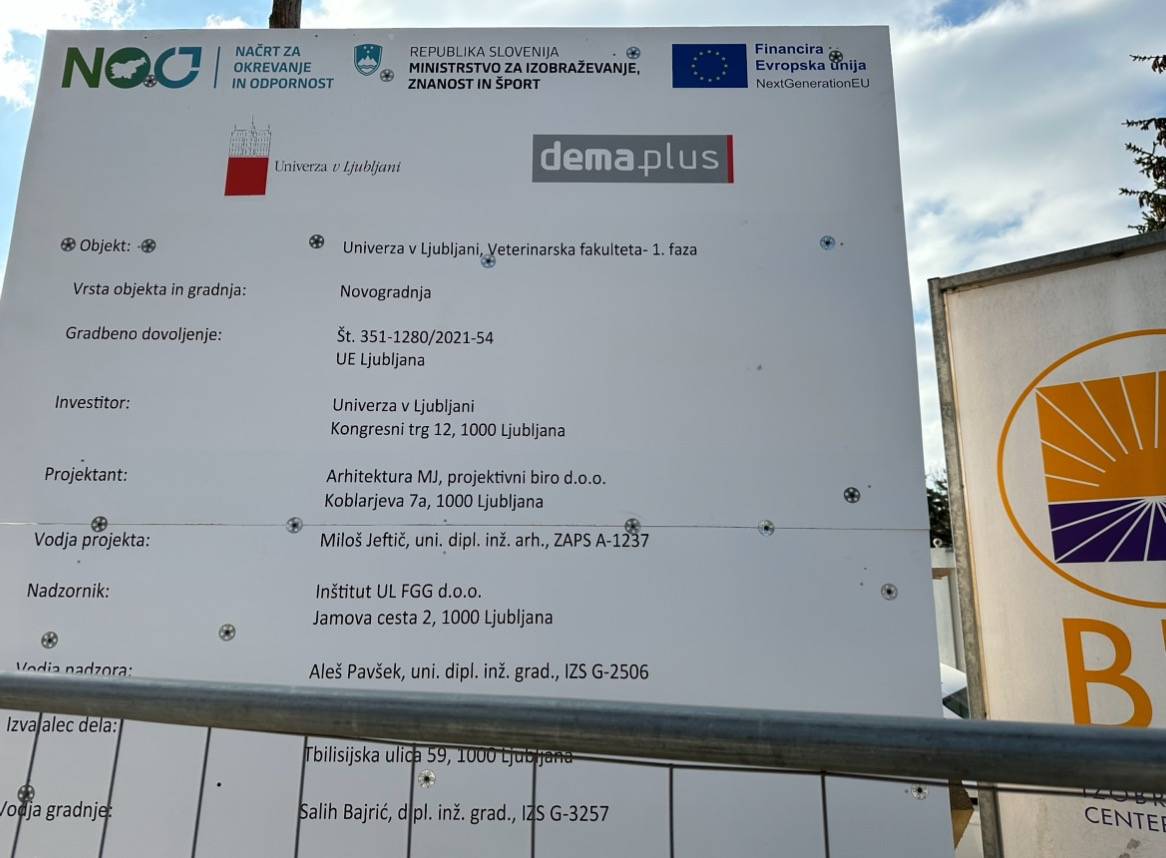 NOO
NAČRT ZA
OKREVANJE
IN ODPORNOST
REPUBLIKA SLOVENIJA
MINISTRSTVO ZA IZOBRAŽEVANJE,
ZNANOST IN ŠPORT
Financira
Evropska unija
NextGenerationEU
Univerza v Ljubljani
dema plus
Objekt: Univerza v Ljubljani, Veterinarska fakulteta- 1. faza
Vrsta objekta in gradnja: Novogradnja
Gradbeno dovoljenje: Št. 351-1280/2021-54
UE Ljubljana
Investitor: Univerza v Ljubljani
Kongresni trg 12, 1000 Ljubljana
Projektant: Arhitektura MJ, projektivni biro d.o.o.
Koblarjeva 7a, 1000 Ljubljana
Vodja projekta: Miloš Jeftič, uni. dipl. inž. arh., ZAPS A-1237
Nadzornik: Inštitut UL FGG d.o.o.
Jamova cesta 2, 1000 Ljubljana
Vodja nadzora: Aleš Pavšek, uni. dipl. inž. grad., IZS G-2506
Izvajalec dela:
Tbilisijska ulica 59, 1000 Ljubljana
Vodja gradnje: Salih Bajrić, dipl. inž. grad., IZS G-3257
B
CENTE